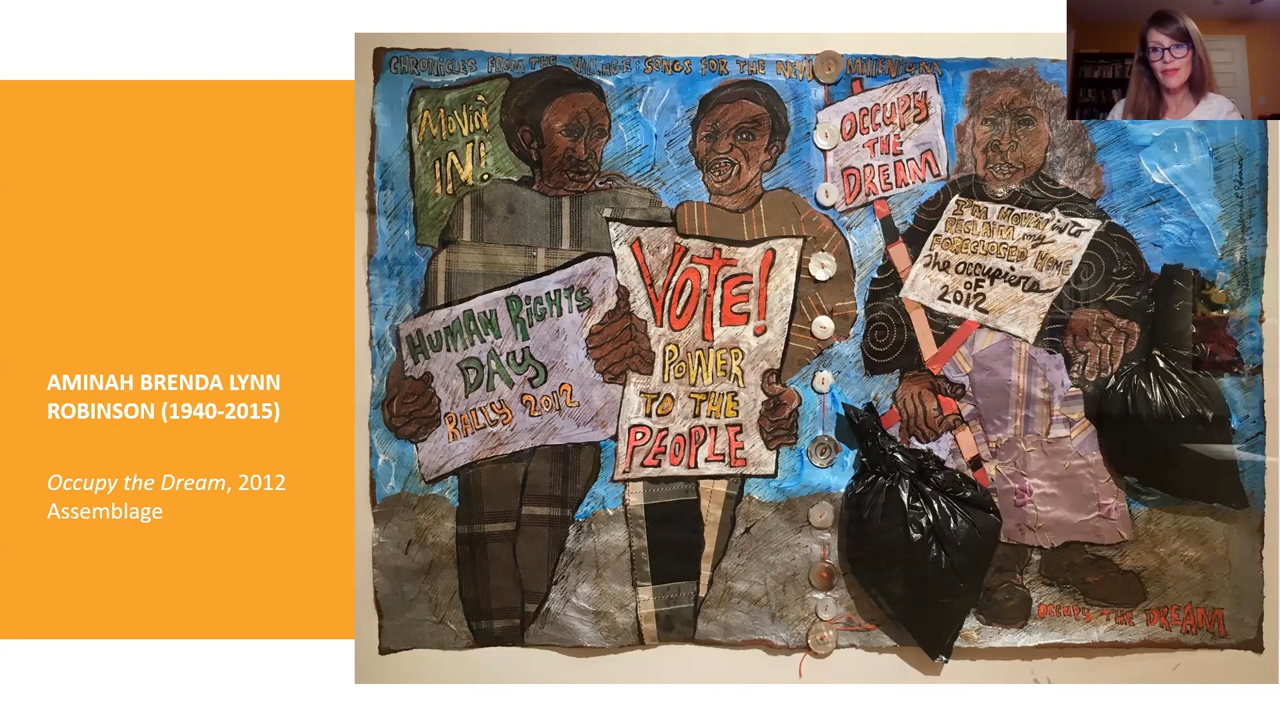 AMINAH BRENDA LYNN
ROBINSON (1940-2015)
Occupy the Dream, 2012
Assemblage
CHRONICLES FROM THE VILLAGE: SONGS FOR THE NEW
MOVIN'
IN!
HUMAN RIGHTS
DAY
RALLY 2012
VOTE!
POWER
TO THE
PEOPLE
OCCUPY
THE
DREAM
I'M MOVIN' into
RECLAIM my
FORECLOSED HOME
The occupiers
OF
2012
OCCUPY THE DREAM